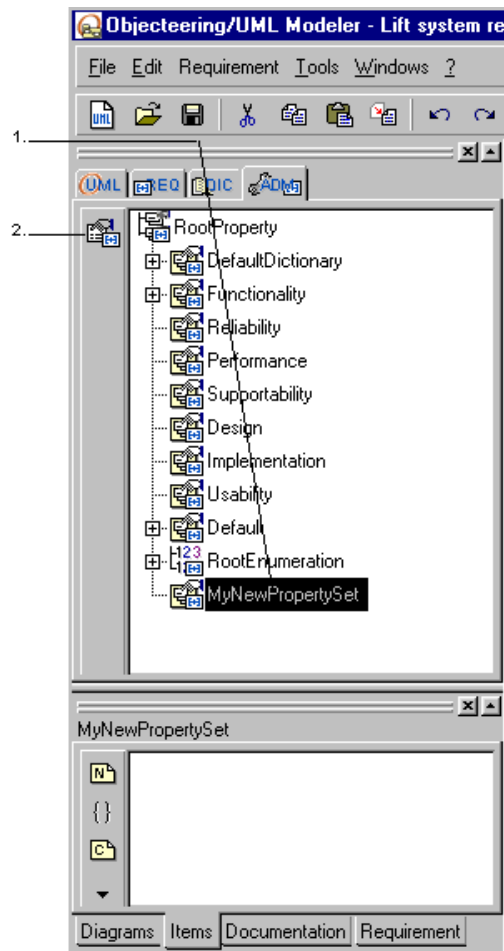 Objecteering/UML Modeler - Lift system re
File Edit Requirement Tools Windows ?
1.
UML REQ DIC ADM
2.
RootProperty
DefaultDictionary
Functionality
Reliability
Performance
Supportability
Design
Implementation
Usability
Default
RootEnumeration
MyNewPropertySet
MyNewPropertySet
N
{}
C
Diagrams Items Documentation Requirement